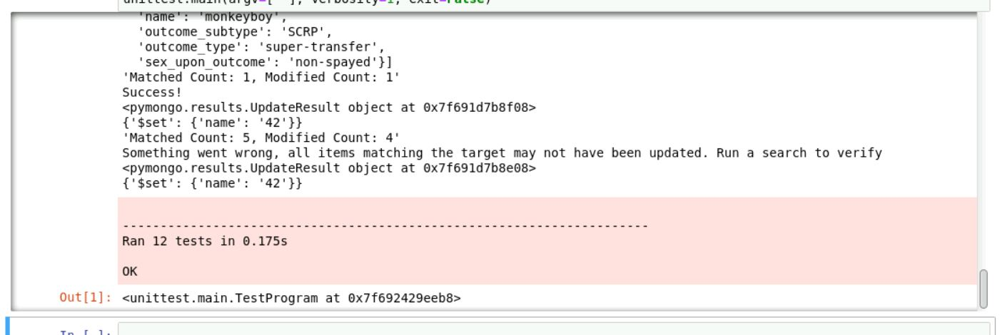 unittest.main(argv=[' '], verbosity=1, exit=False)
'name': 'monkeyboy',
'outcome_subtype': 'SCRP',
'outcome_type': 'super-transfer',
'sex_upon_outcome': 'non-spayed'}]
'Matched Count: 1, Modified Count: 1'
Success!
<pymongo.results.UpdateResult object at 0x7f691d7b8f08>
{'$set': {'name': '42'}}
'Matched Count: 5, Modified Count: 4'
Something went wrong, all items matching the target may not have been updated. Run a search to verify
<pymongo.results.UpdateResult object at 0x7f691d7b8e08>
{'$set': {'name': '42'}}
----------------------------------------------------------------------
Ran 12 tests in 0.175s
OK
Out[1]: <unittest.main.TestProgram at 0x7f692429eeb8>
In [ ]: